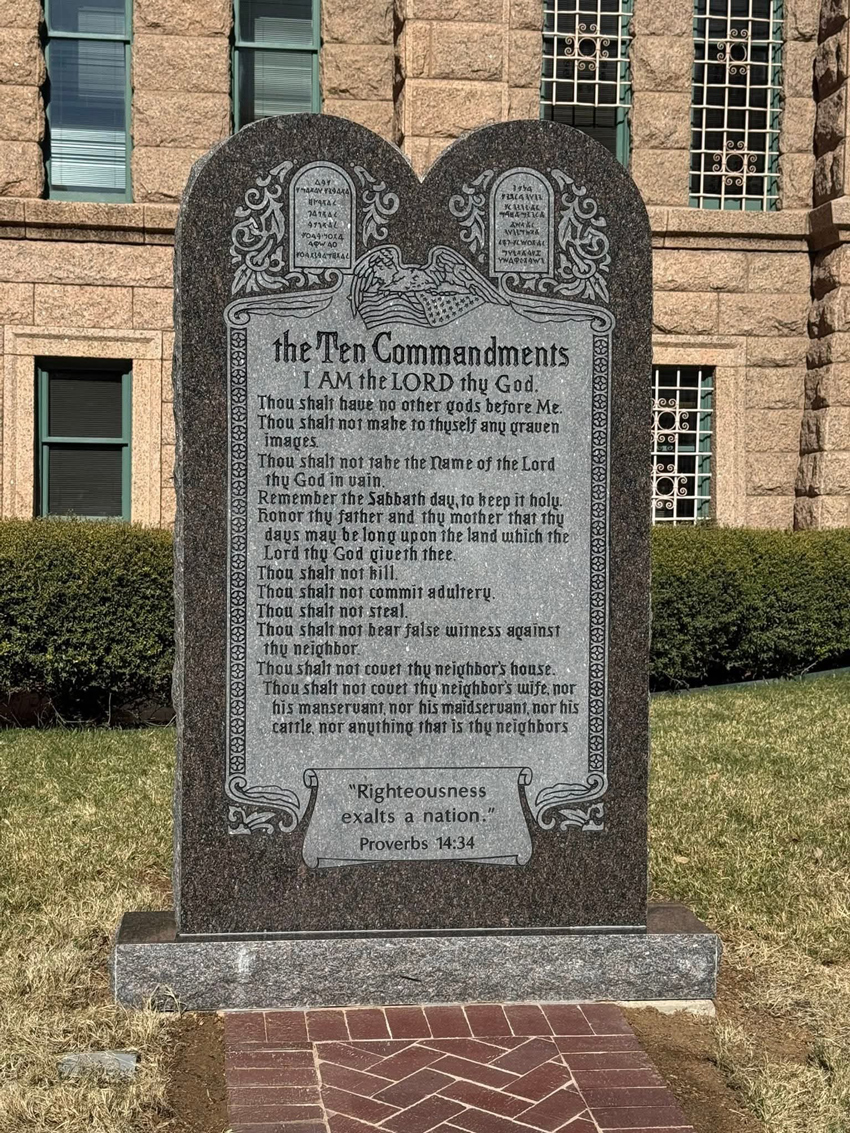 the Ten Commandments
I AM the LORD thy God.
Thou shalt have no other gods before Me.
Thou shalt not make to thyself any graven
images.
Thou shalt not take the Name of the Lord
thy God in vain.
Remember the Sabbath day, to keep it holy.
Honor thy father and thy mother that thy
days may be long upon the land which the
Lord thy God giveth thee.
Thou shalt not kill.
Thou shalt not commit adultery.
Thou shalt not steal.
Thou shalt not bear false witness against
thy neighbor.
Thou shalt not covet thy neighbor's house.
Thou shalt not covet thy neighbor's wife, nor
his manservant, nor his maidservant, nor his
cattle, nor anything that is thy neighbors
"Righteousness
exalts a nation."
Proverbs 14:34